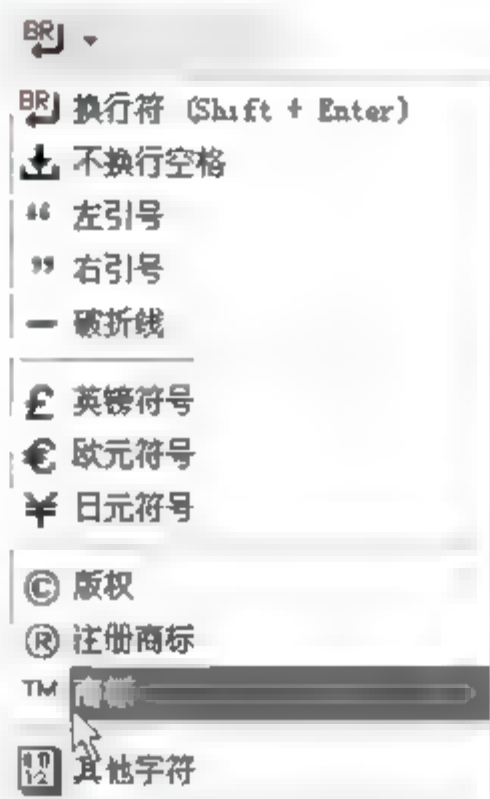 BR
BR 换行符 (Shift + Enter)
不换行空格
“ 左引号
” 右引号
— 破折线
£ 英镑符号
€ 欧元符号
¥ 日元符号
© 版权
® 注册商标
TM
其他字符